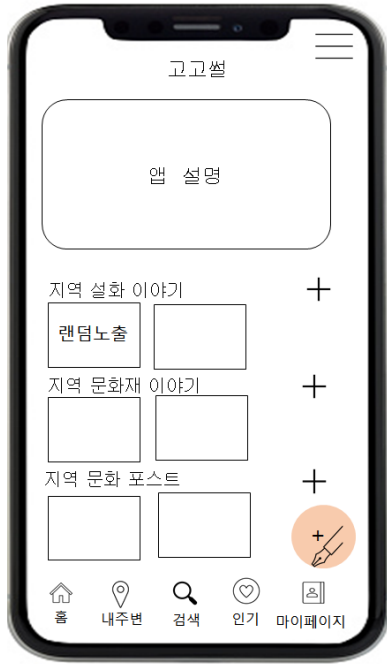 고고썰
앱 설명
지역 설화 이야기
랜덤노출
지역 문화재 이야기
지역 문화 포스트
홈
내주변
검색
인기
마이페이지